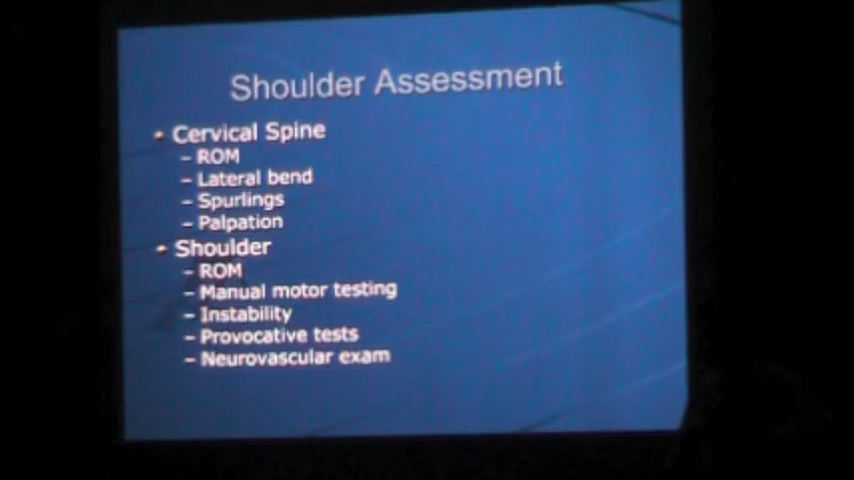 Shoulder Assessment
• Cervical Spine
– ROM
– Lateral bend
– Spurlings
– Palpation
• Shoulder
– ROM
– Manual motor testing
– Instability
– Provocative tests
– Neurovascular exam